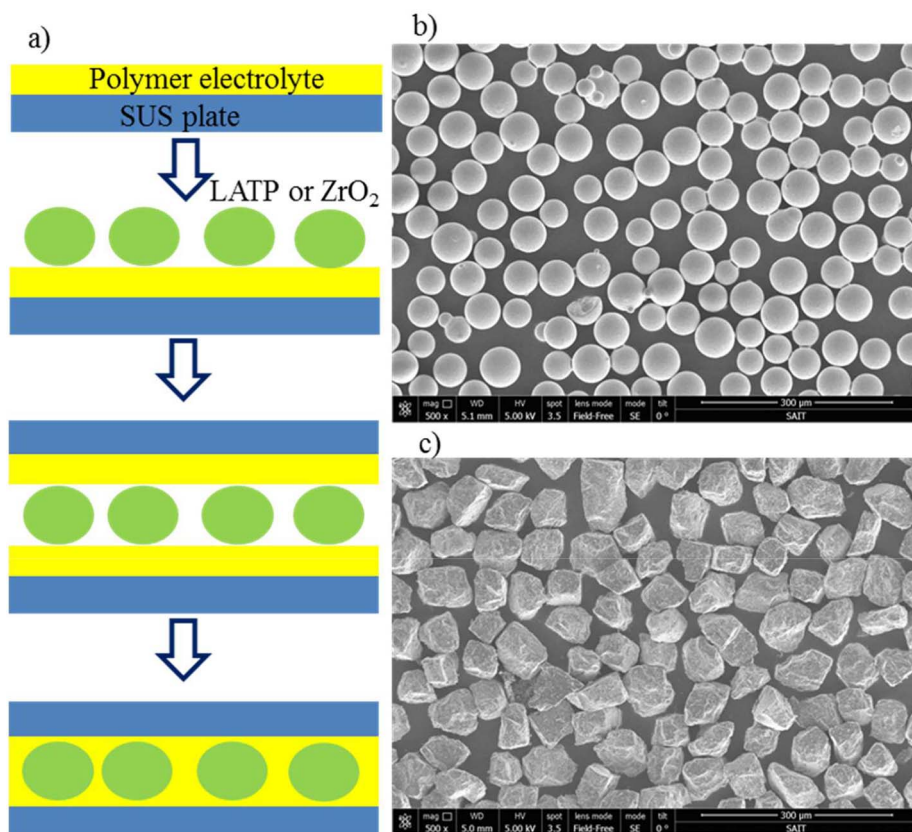 a)
Polymer electrolyte
SUS plate
LATP or ZrO₂
b)
mag WD HV spot lens mode mode tilt 300 µm
500 x 5.1 mm 5.00 kV 3.5 Field-Free SE 0 ° SAIT
c)
mag WD HV spot lens mode mode tilt 300 µm
500 x 5.0 mm 5.00 kV 3.5 Field-Free SE 0 ° SAIT